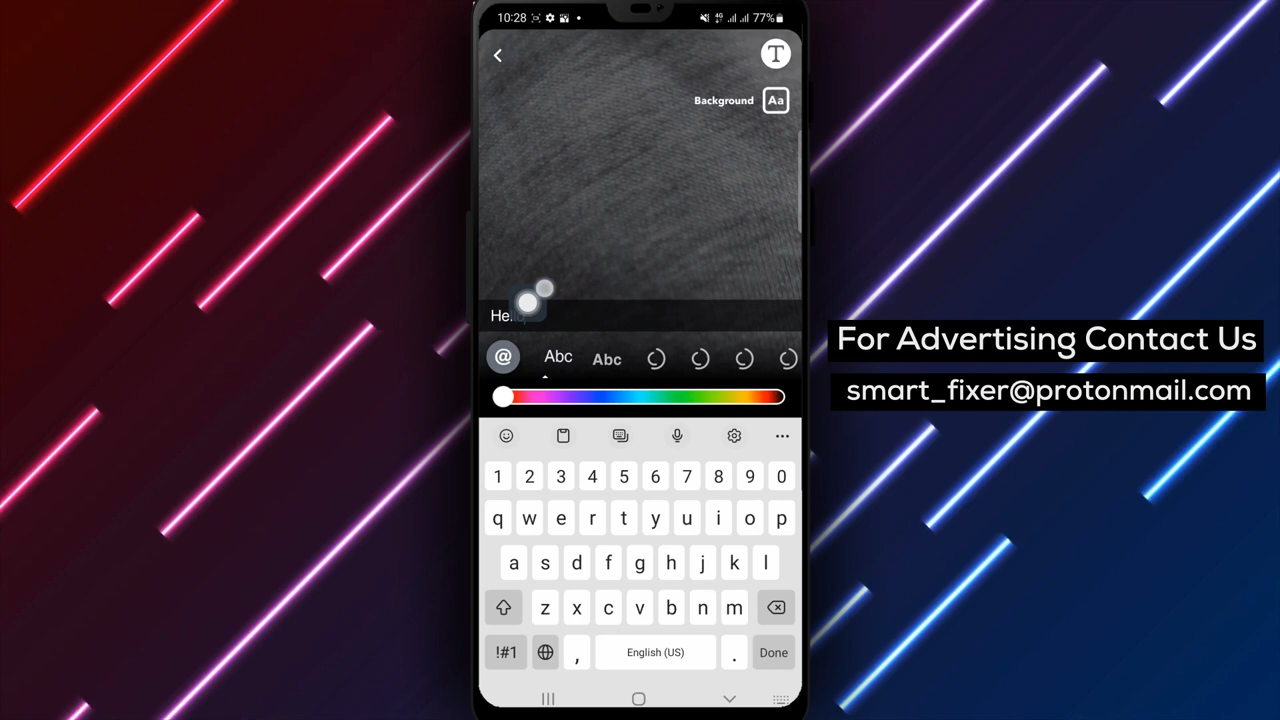 10:28
4G
77%
T
Background
Aa
@
Abc
Abc
For Advertising Contact Us
smart_fixer@protonmail.com
1 2 3 4 5 6 7 8 9 0
q w e r t y u i o p
a s d f g h j k l
z x c v b n m
!#1 , English (US) . Done